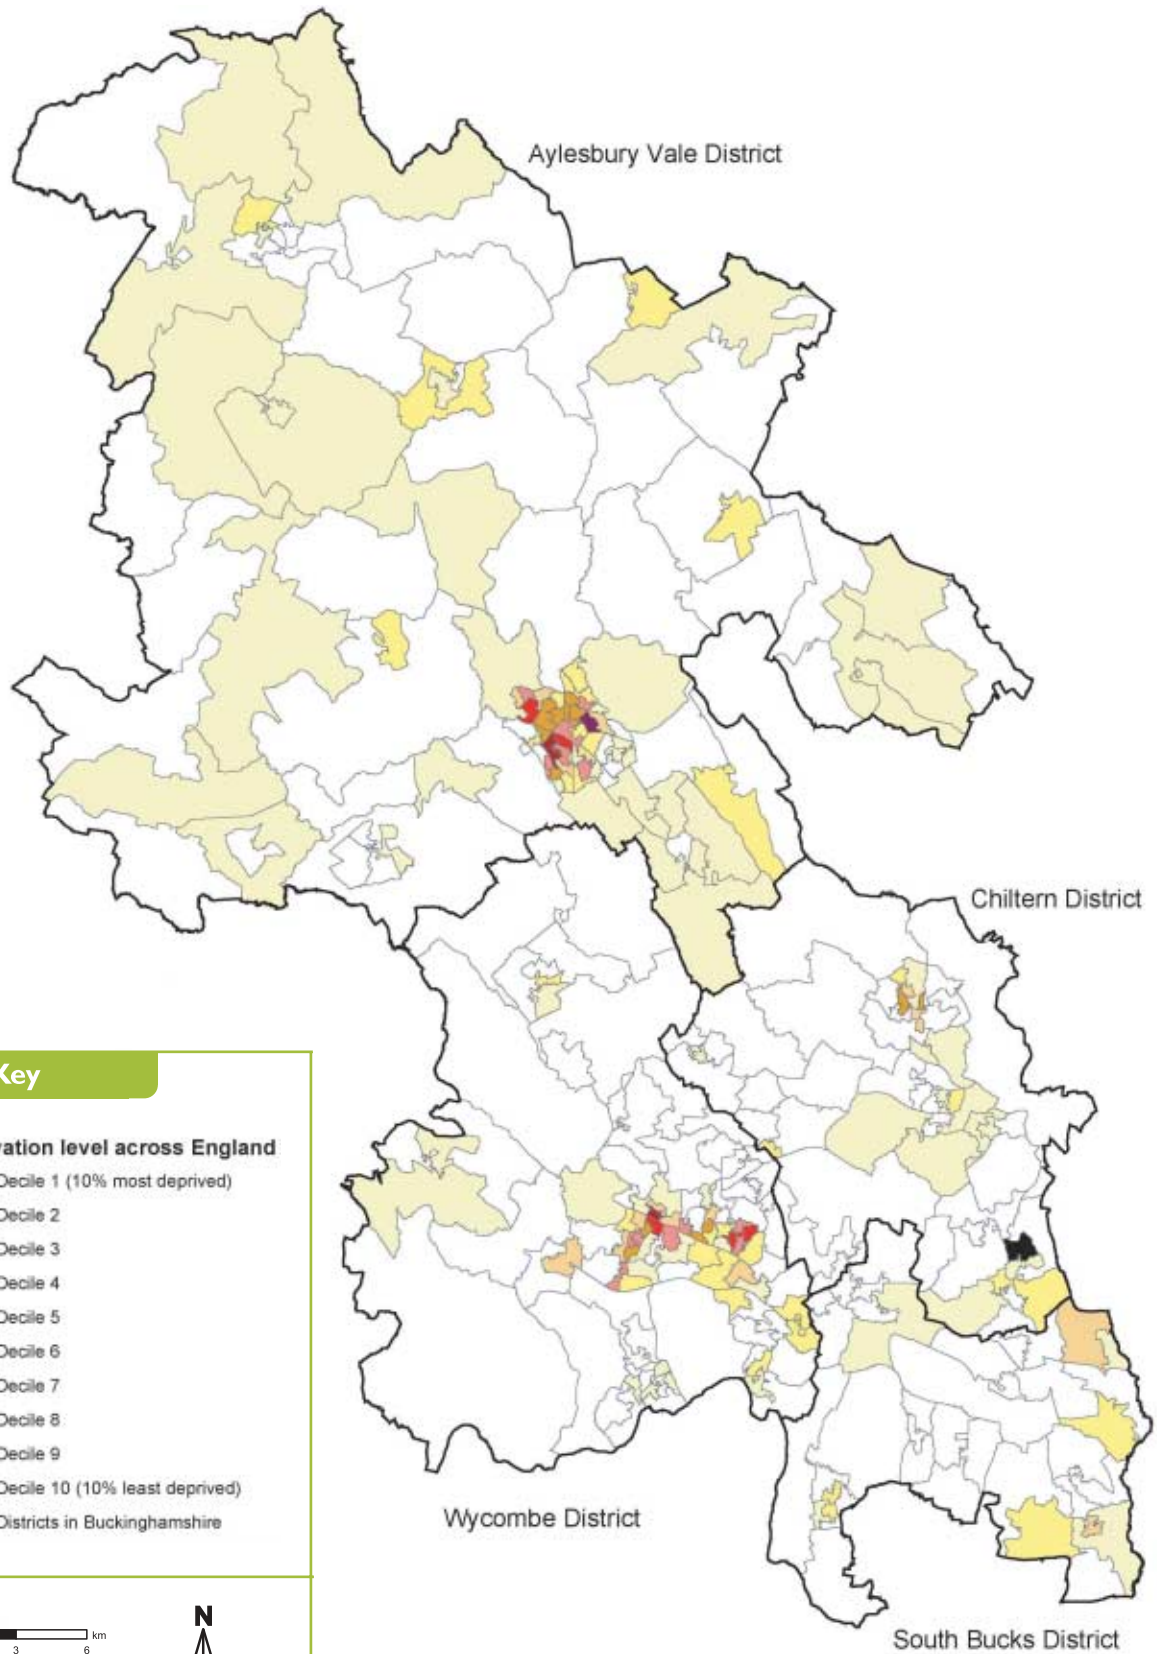 Aylesbury Vale District
Chiltern District
Key
ation level across England
Decile 1 (10% most deprived)
Decile 2
Decile 3
Decile 4
Decile 5
Decile 6
Decile 7
Decile 8
Decile 9
Decile 10 (10% least deprived)
Districts in Buckinghamshire
Wycombe District
N
km
3 6
South Bucks District